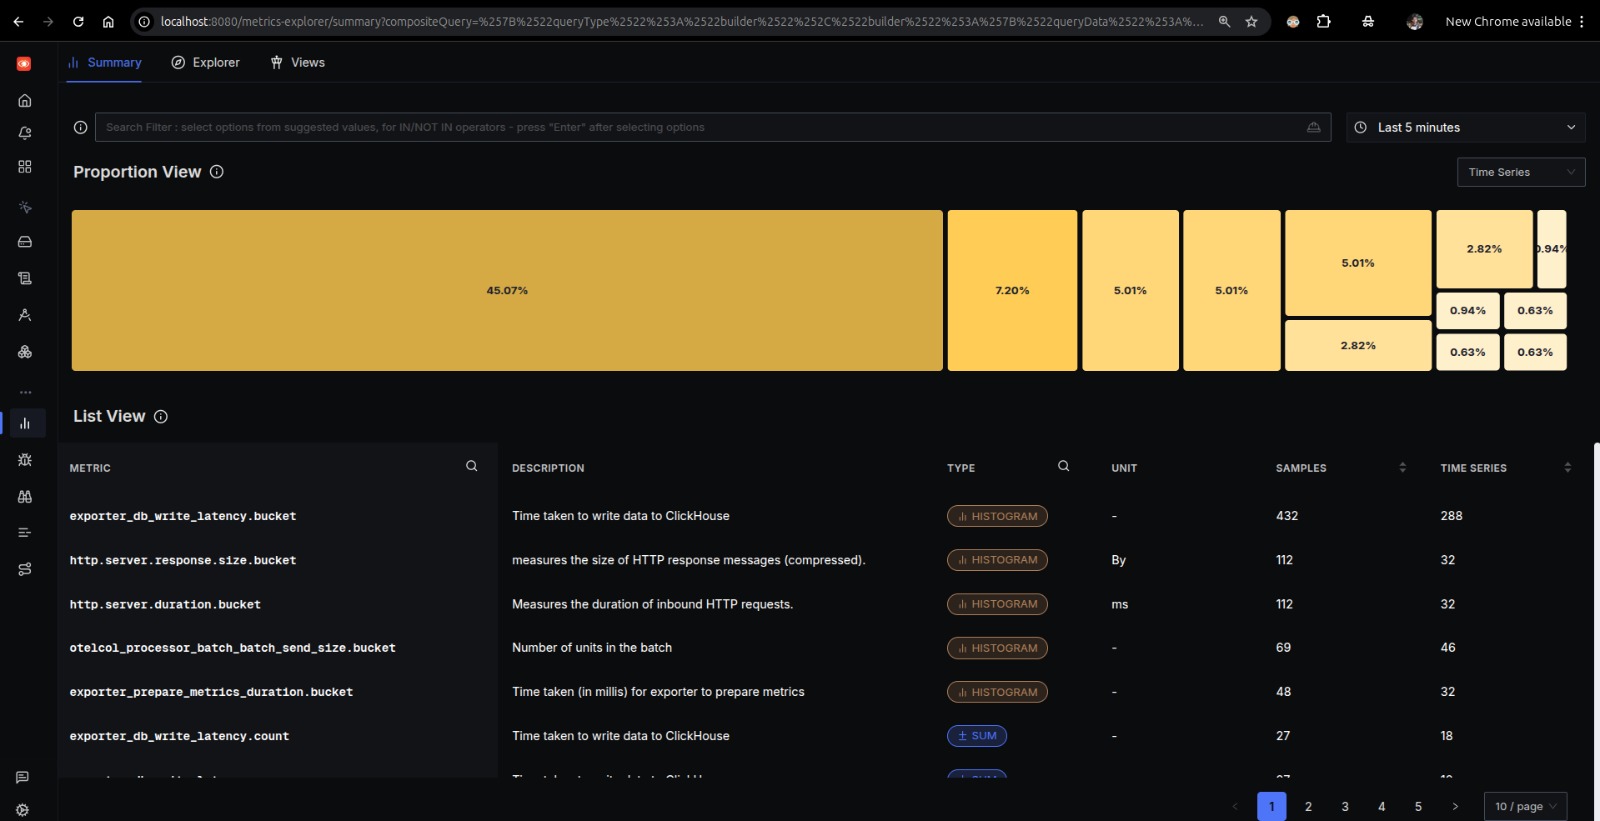 localhost:8080/metrics-explorer/summary?compositeQuery=%257B%2522queryType%2522%253A%2522builder%2522%252C%2522builder%2522%253A%257B%2522queryData%2522%253A%...
New Chrome available
Summary
Explorer
Views
Search Filter : select options from suggested values, for IN/NOT IN operators - press "Enter" after selecting options
Last 5 minutes
Proportion View
Time Series
45.07%
7.20%
5.01%
5.01%
5.01%
2.82%
2.82%
0.94%
0.94%
0.63%
0.63%
0.63%
List View
METRIC DESCRIPTION TYPE UNIT SAMPLES TIME SERIES
exporter_db_write_latency.bucket Time taken to write data to ClickHouse HISTOGRAM - 432 288
http.server.response.size.bucket measures the size of HTTP response messages (compressed). HISTOGRAM By 112 32
http.server.duration.bucket Measures the duration of inbound HTTP requests. HISTOGRAM ms 112 32
otelcol_processor_batch_batch_send_size.bucket Number of units in the batch HISTOGRAM - 69 46
exporter_prepare_metrics_duration.bucket Time taken (in millis) for exporter to prepare metrics HISTOGRAM - 48 32
exporter_db_write_latency.count Time taken to write data to ClickHouse SUM - 27 18
1 2 3 4 5 10 / page